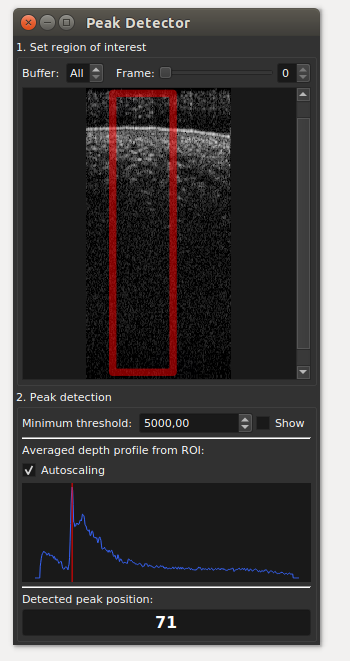 Peak Detector
1. Set region of interest
Buffer: All Frame: 0
2. Peak detection
Minimum threshold: 5000,00 Show
Averaged depth profile from ROI:
Autoscaling
Detected peak position:
71